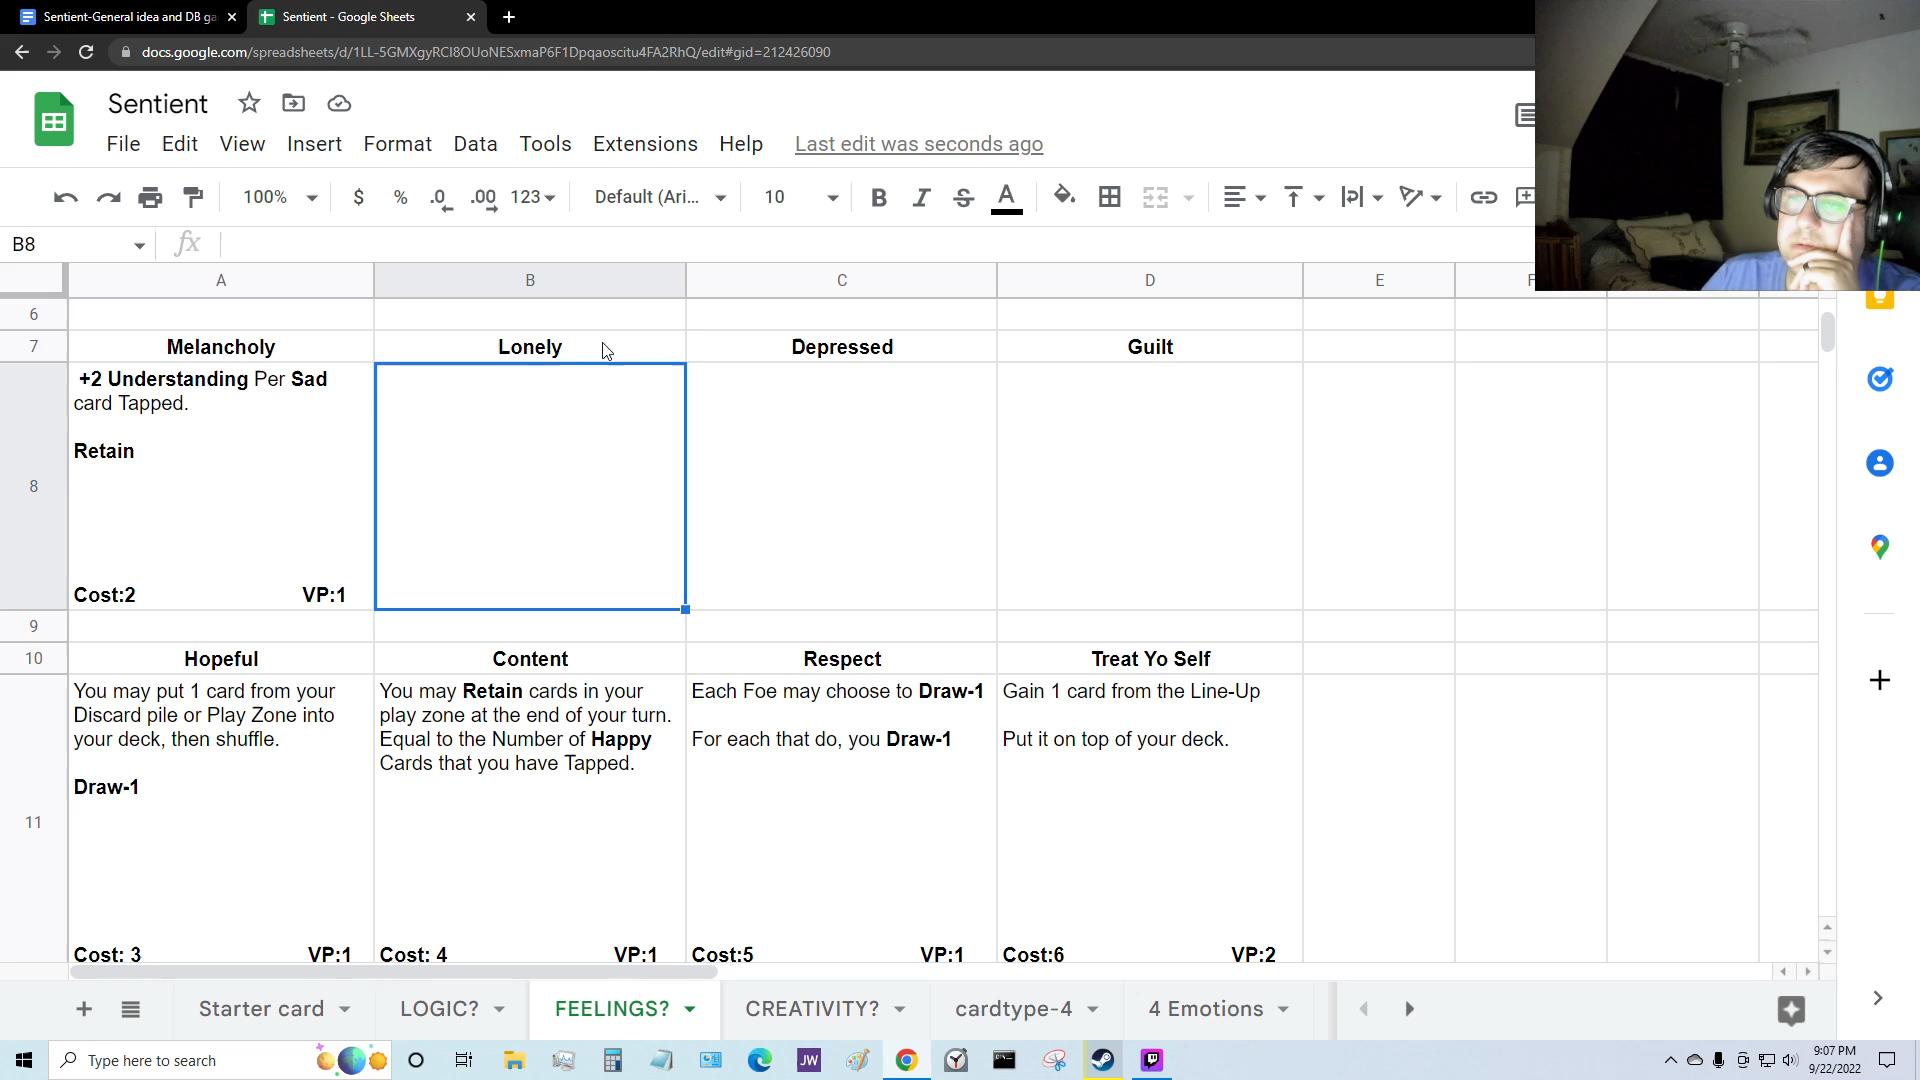 Sentient-General idea and DB ga
Sentient - Google Sheets
docs.google.com/spreadsheets/d/1LL-5GMXgyRCI8OUoNESxmaP6F1Dpqaoscitu4FA2RhQ/edit#gid=212426090
Sentient
File Edit View Insert Format Data Tools Extensions Help Last edit was seconds ago
100% $ % .0 .00 123 Default (Ari... 10 B I S A
B8 fx
A B C D E F
6
7 Melancholy Lonely Depressed Guilt
8
+2 Understanding Per Sad
card Tapped.
Retain
Cost:2 VP:1
9
10 Hopeful Content Respect Treat Yo Self
11
You may put 1 card from your
Discard pile or Play Zone into
your deck, then shuffle.
Draw-1
Cost: 3 VP:1
You may Retain cards in your
play zone at the end of your turn.
Equal to the Number of Happy
Cards that you have Tapped.
Cost: 4 VP:1
Each Foe may choose to Draw-1
For each that do, you Draw-1
Cost:5 VP:1
Gain 1 card from the Line-Up
Put it on top of your deck.
Cost:6 VP:2
Starter card LOGIC? FEELINGS? CREATIVITY? cardtype-4 4 Emotions
Type here to search
JW
9:07 PM
9/22/2022